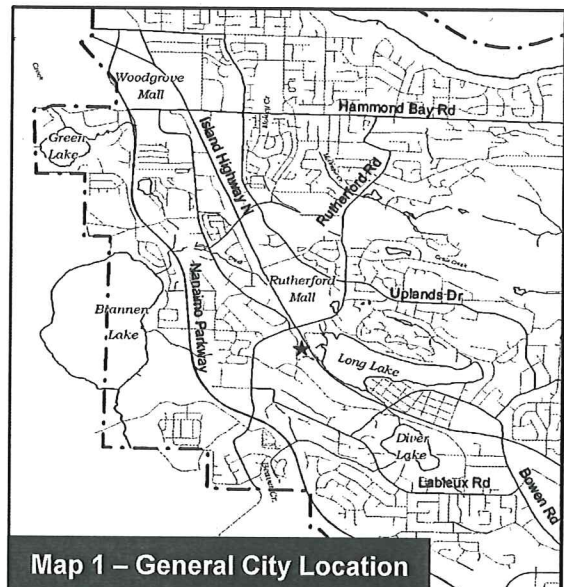 Woodgrove
Mall
Hammond Bay Rd
Green
Lake
Island Highway N
Rutherford Rd
Nanaimo Parkway
Rutherford
Mall
Uplands Dr
Brannen
Lake
Long Lake
Diver
Lake
Labieux Rd
Bowen Rd
Map 1 – General City Location